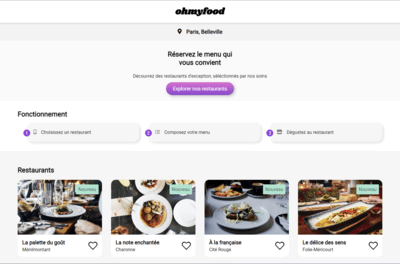 ohmyfood
Paris, Belleville
Réservez le menu qui
vous convient
Découvrez des restaurants d'exception, sélectionnés par nos soins
Explorer nos restaurants
Fonctionnement
1 Choisissez un restaurant
2 Composez votre menu
3 Dégustez au restaurant
Restaurants
Nouveau
Nouveau
Nouveau
Nouveau
La palette du goût
Ménilmontant
La note enchantée
Charonne
À la française
Cité Rouge
Le délice des sens
Folie-Méricourt